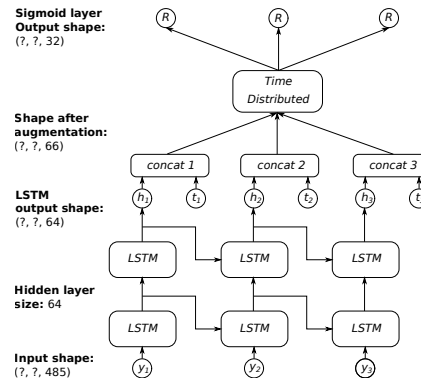 Sigmoid layer
Output shape:
(?, ?, 32)
R R R
Time
Distributed
Shape after
augmentation:
(?, ?, 66)
concat 1 concat 2 concat 3
LSTM
output shape:
(?, ?, 64)
h1 t1 h2 t2 h3
LSTM LSTM LSTM
Hidden layer
size: 64
LSTM LSTM LSTM
Input shape:
(?, ?, 485)
y1 y2 y3